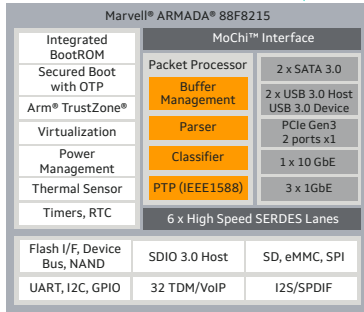 Marvell® ARMADA® 88F8215
Integrated
BootROM
Secured Boot
with OTP
Arm® TrustZone®
Virtualization
Power
Management
Thermal Sensor
Timers, RTC
MoChi™ Interface
Packet Processor
Buffer
Management
Parser
Classifier
PTP (IEEE1588)
2 x SATA 3.0
2 x USB 3.0 Host
USB 3.0 Device
PCIe Gen3
2 ports x1
1 x 10 GbE
3 x 1GbE
6 x High Speed SERDES Lanes
Flash I/F, Device
Bus, NAND
SDIO 3.0 Host
SD, eMMC, SPI
UART, I2C, GPIO
32 TDM/VoIP
I2S/SPDIF